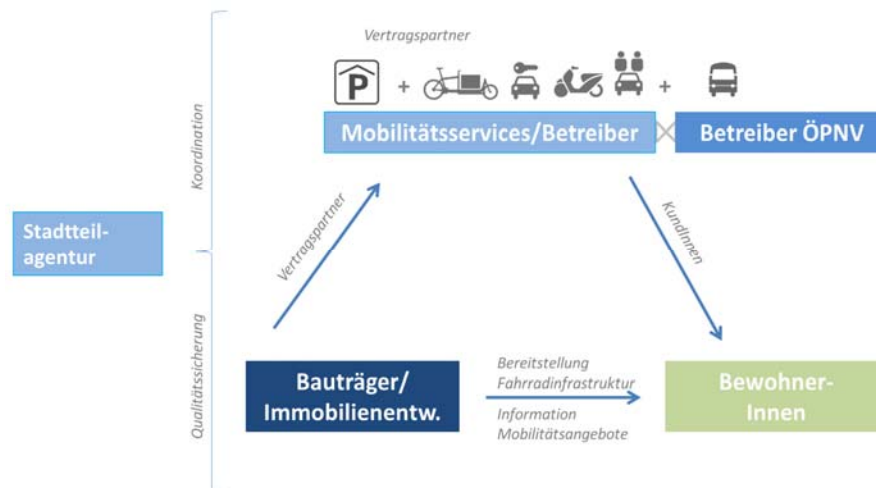 Vertragspartner
P
+
+
Mobilitätsservices/Betreiber
Betreiber ÖPNV
Koordination
Stadtteil-
agentur
Vertragspartner
KundInnen
Qualitätssicherung
Bauträger/
Immobilienentw.
Bereitstellung
Fahrradinfrastruktur
Information
Mobilitätsangebote
Bewohner-
Innen